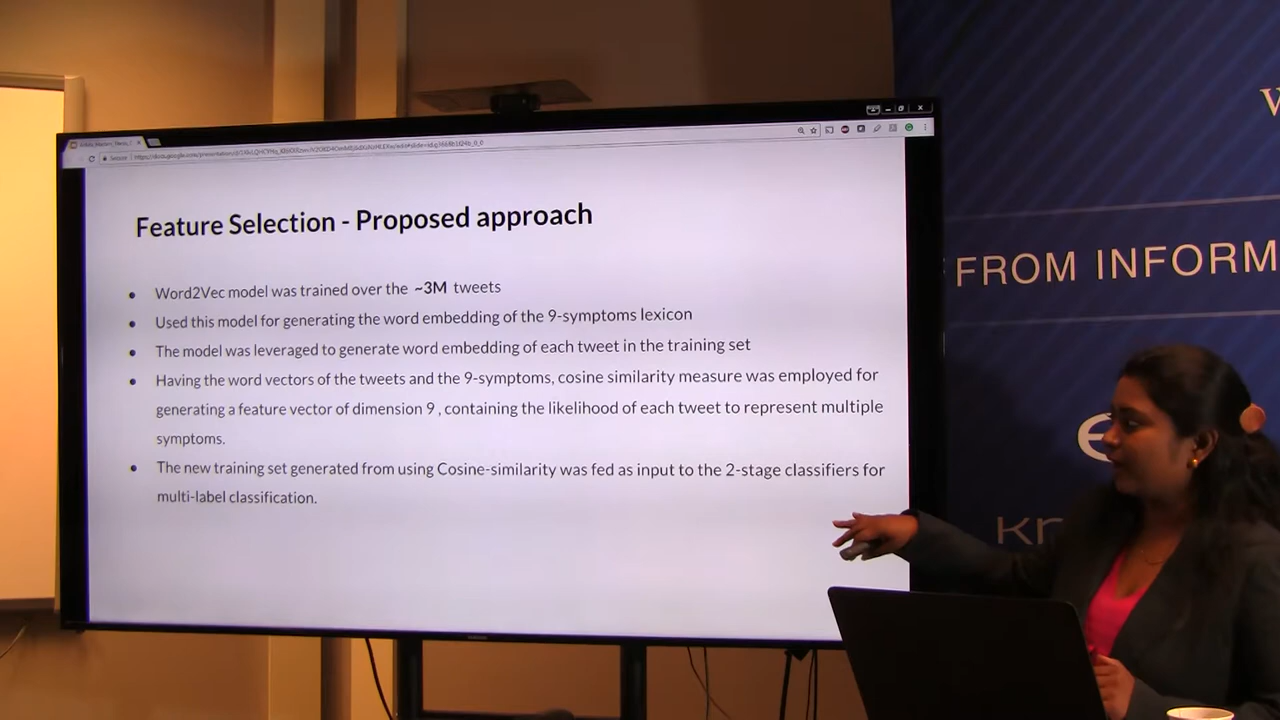 Feature Selection - Proposed approach
● Word2Vec model was trained over the ~3M tweets
● Used this model for generating the word embedding of the 9-symptoms lexicon
● The model was leveraged to generate word embedding of each tweet in the training set
● Having the word vectors of the tweets and the 9-symptoms, cosine similarity measure was employed for
generating a feature vector of dimension 9 , containing the likelihood of each tweet to represent multiple
symptoms.
● The new training set generated from using Cosine-similarity was fed as input to the 2-stage classifiers for
multi-label classification.
FROM INFORM